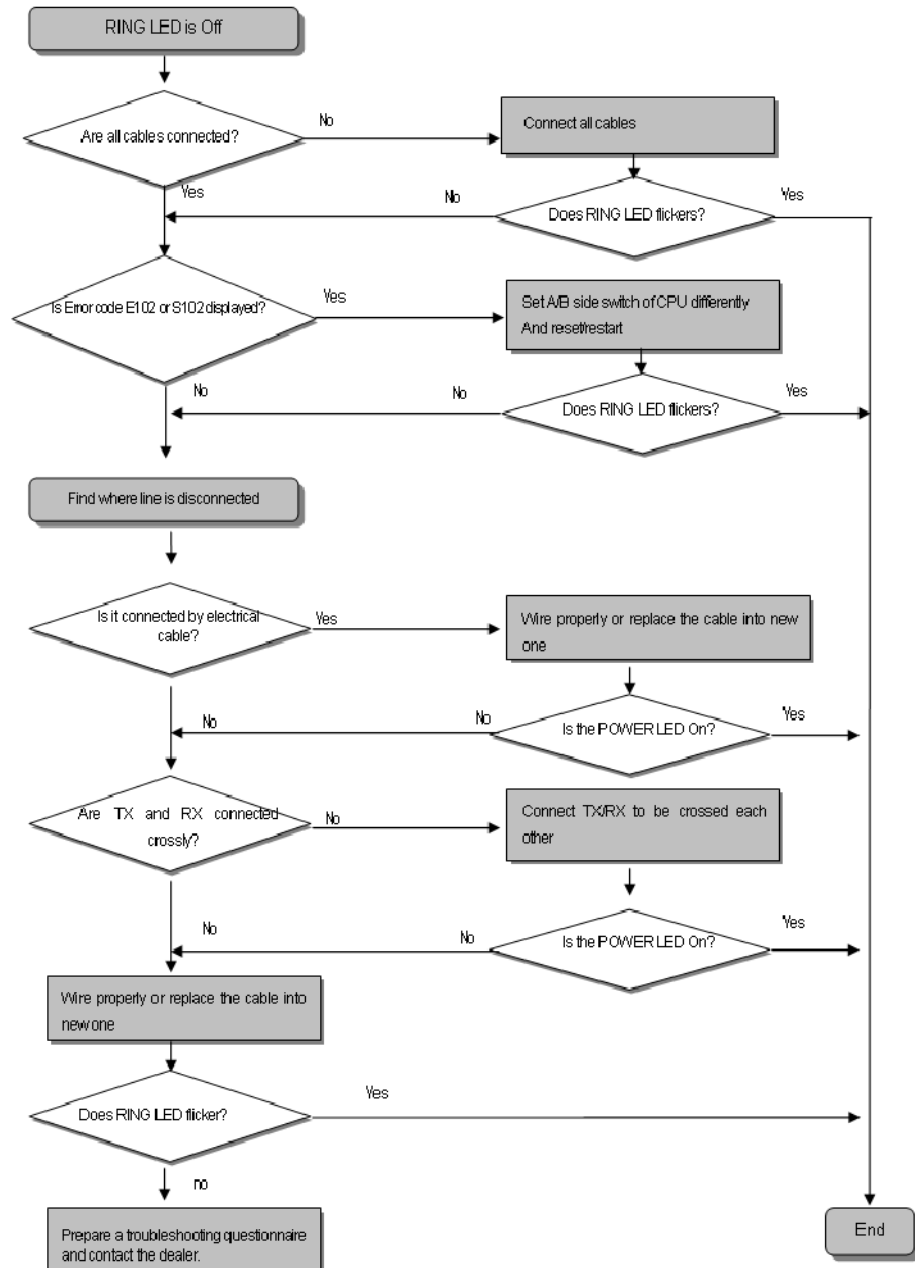 RING LED is Off
Are all cables connected?
No
Connect all cables
Yes
No
Does RING LED flickers?
Yes
Is Error code E102 or S102 displayed?
Yes
Set A/B side switch of CPU differently
And reset/restart
No
No
Does RING LED flickers?
Yes
Find where line is disconnected
Is it connected by electrical
cable?
Yes
Wire properly or replace the cable into new
one
No
No
Is the POWER LED On?
Yes
Are TX and RX connected
crossly?
No
Connect TX/RX to be crossed each
other
No
No
Is the POWER LED On?
Yes
Wire properly or replace the cable into
new one
Does RING LED flicker?
Yes
no
Prepare a troubleshooting questionnaire
and contact the dealer.
End